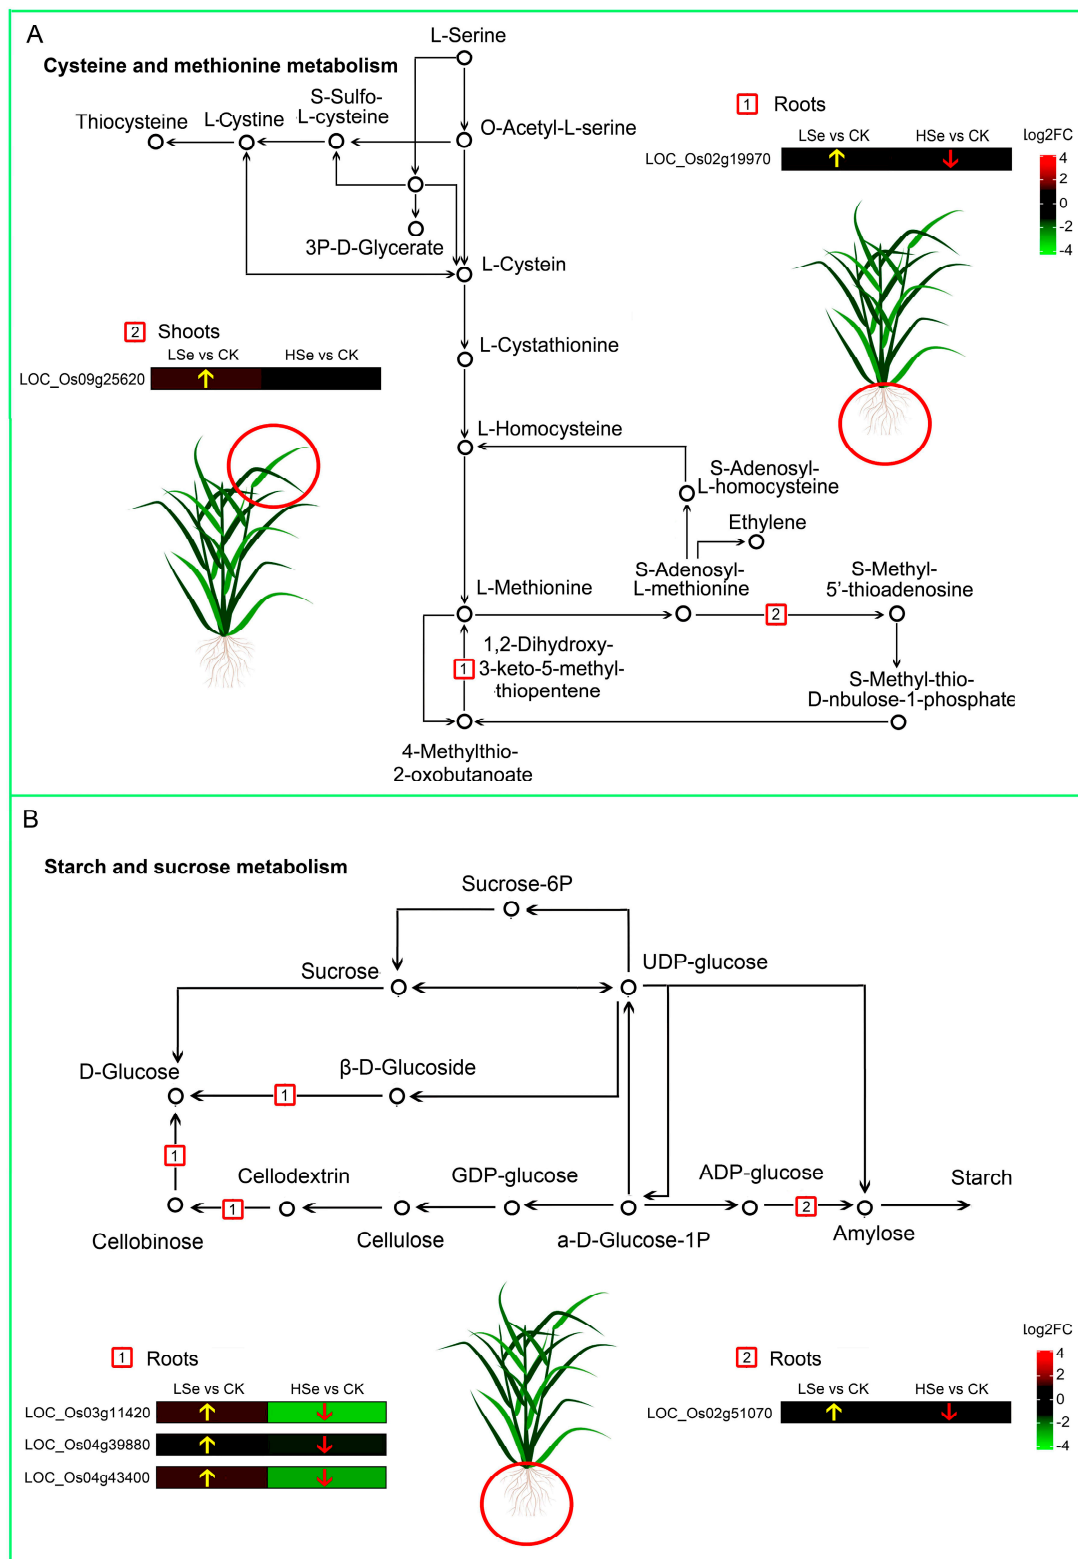 A
Cysteine and methionine metabolism
L-Serine
S-Sulfo-
L-cysteine
Thiocysteine
L-Cystine
O-Acetyl-L-serine
3P-D-Glycerate
L-Cystein
L-Cystathionine
L-Homocysteine
S-Adenosyl-
L-homocysteine
Ethylene
S-Adenosyl-
L-methionine
S-Methyl-
5'-thioadenosine
L-Methionine
2
1,2-Dihydroxy-
3-keto-5-methyl-
thiopentene
1
S-Methyl-thio-
D-nbulose-1-phosphate
4-Methylthio-
2-oxobutanoate
1 Roots
LSe vs CK HSe vs CK
LOC_Os02g19970
log2FC
4
2
0
-2
-4
2 Shoots
LSe vs CK HSe vs CK
LOC_Os09g25620
B
Starch and sucrose metabolism
Sucrose-6P
Sucrose
UDP-glucose
D-Glucose
β-D-Glucoside
1
1
Cellodextrin
GDP-glucose
ADP-glucose
Starch
1
2
Cellobinose
Cellulose
a-D-Glucose-1P
Amylose
1 Roots
LSe vs CK HSe vs CK
LOC_Os03g11420
LOC_Os04g39880
LOC_Os04g43400
2 Roots
LSe vs CK HSe vs CK
LOC_Os02g51070
log2FC
4
2
0
-2
-4